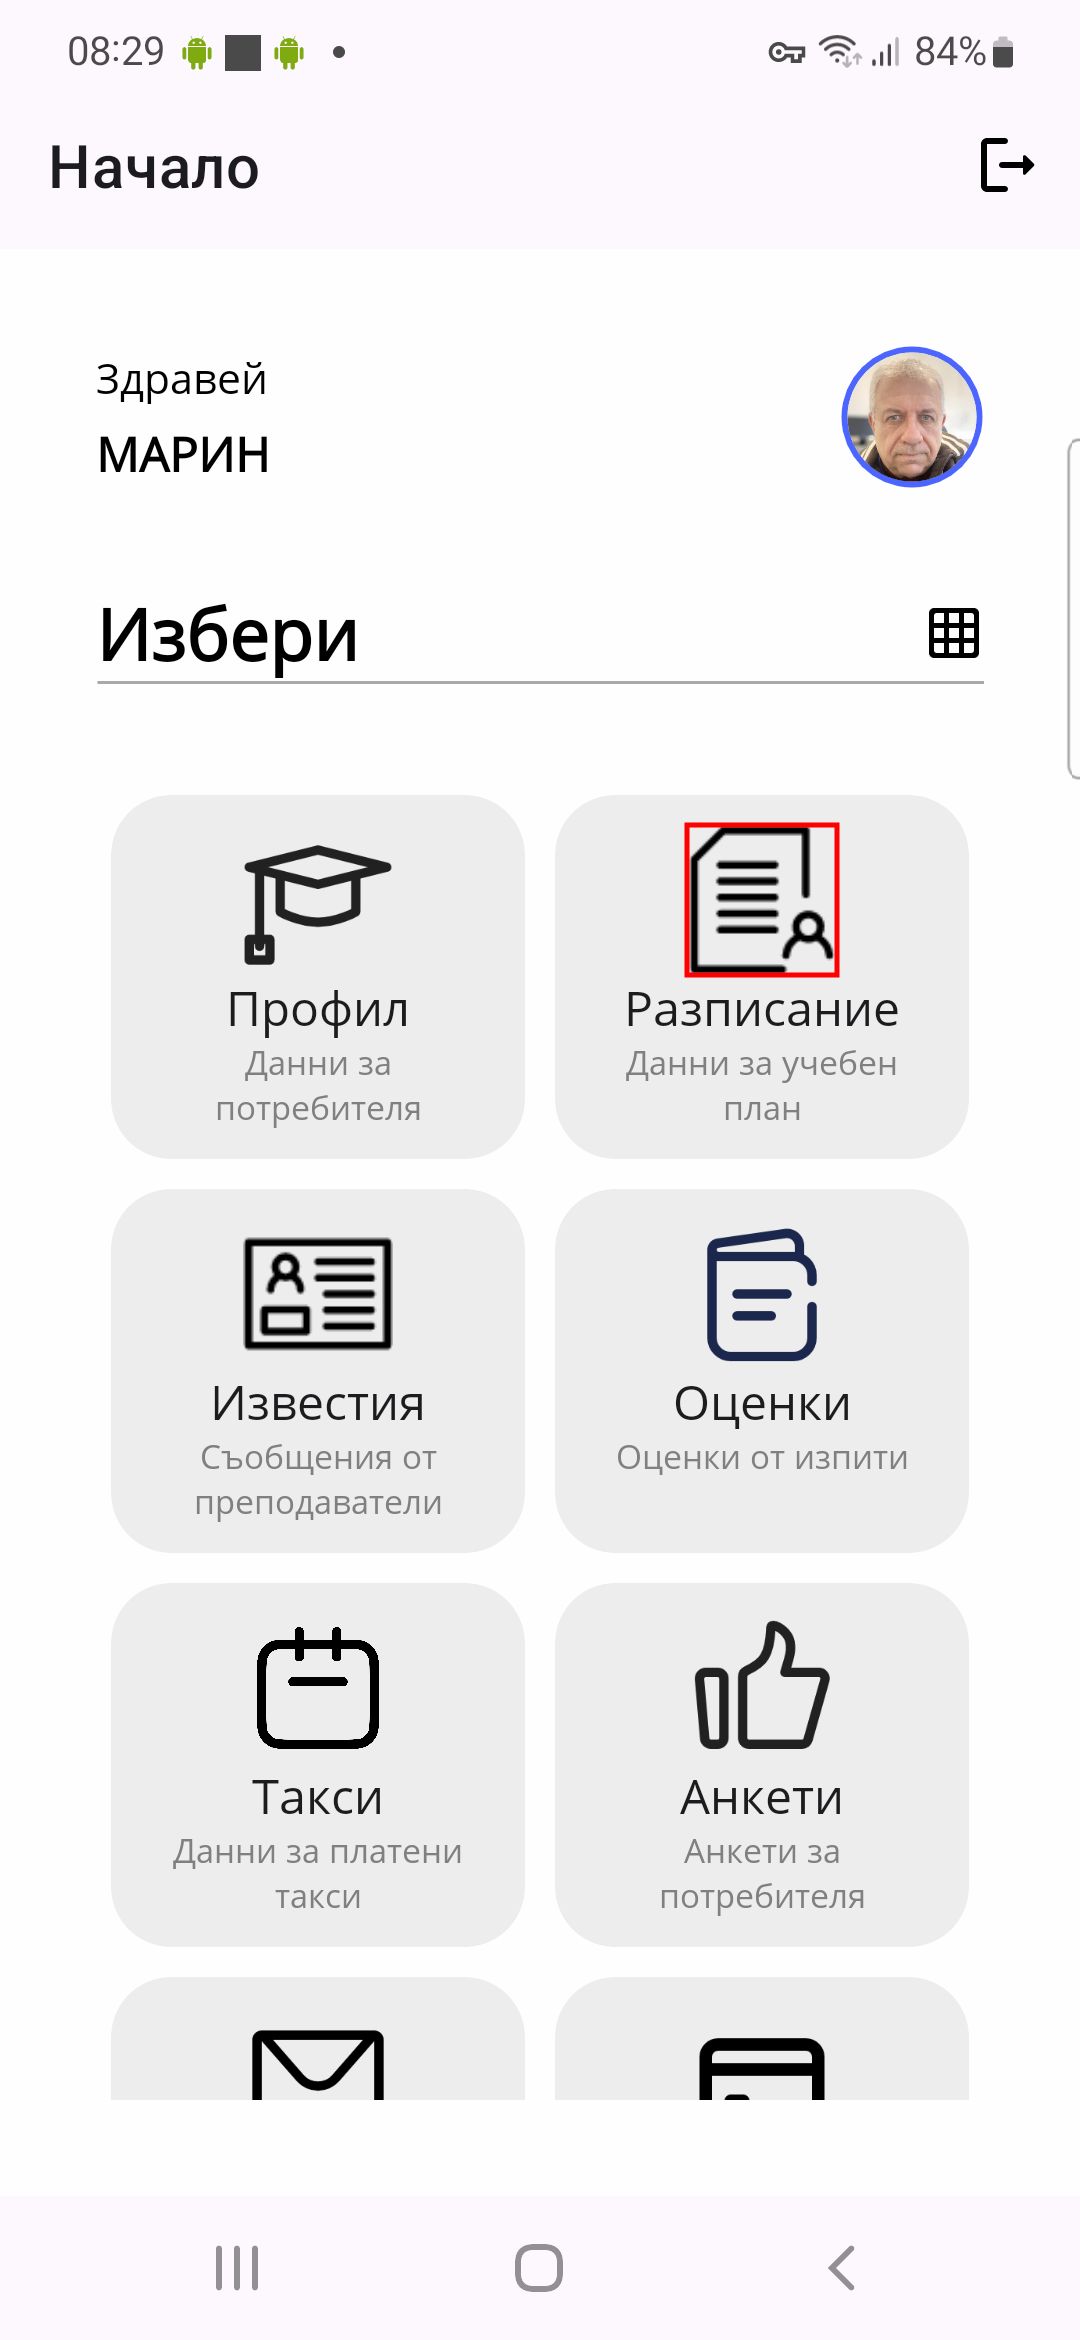 08:29
84%
Начало
Здравей
МАРИН
Избери
Профил
Данни за
потребителя
Разписание
Данни за учебен
план
Известия
Съобщения от
преподаватели
Оценки
Оценки от изпити
Такси
Данни за платени
такси
Анкети
Анкети за
потребителя